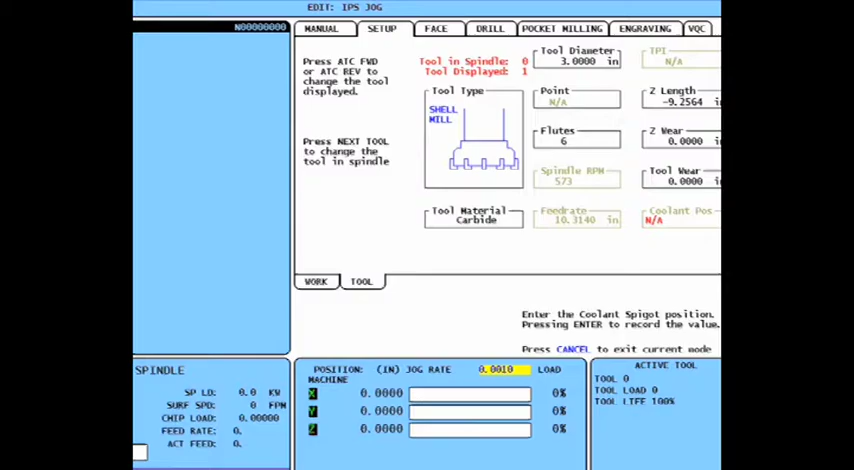 EDIT: IPS JOG
N00000000
MANUAL SETUP FACE DRILL POCKET MILLING ENGRAVING VQC
Press ATC FWD
or ATC REV to
change the tool
displayed.
Press NEXT TOOL
to change the
tool in spindle
Tool in Spindle: 0
Tool Displayed: 1
Tool Type
SHELL
MILL
Tool Material
Carbide
Tool Diameter
3.0000 in
Point
N/A
Flutes
6
Spindle RPM
573
Feedrate
10.3140 in
TPI
N/A
Z Length
-9.2564 in
Z Wear
0.0000 in
Tool Wear
0.0000 in
Coolant Pos
N/A
WORK TOOL
Enter the Coolant Spigot position.
Pressing ENTER to record the value.
Press CANCEL to exit current mode
SPINDLE
SP LD: 0.0 KW
SURF SPD: 0 FPM
CHIP LOAD: 0.00000
FEED RATE: 0.
ACT FEED: 0.
POSITION: (IN) JOG RATE 0.0010 LOAD
MACHINE
X 0.0000 0%
Y 0.0000 0%
Z 0.0000 0%
ACTIVE TOOL
TOOL 0
TOOL LOAD 0
TOOL LIFE 100%